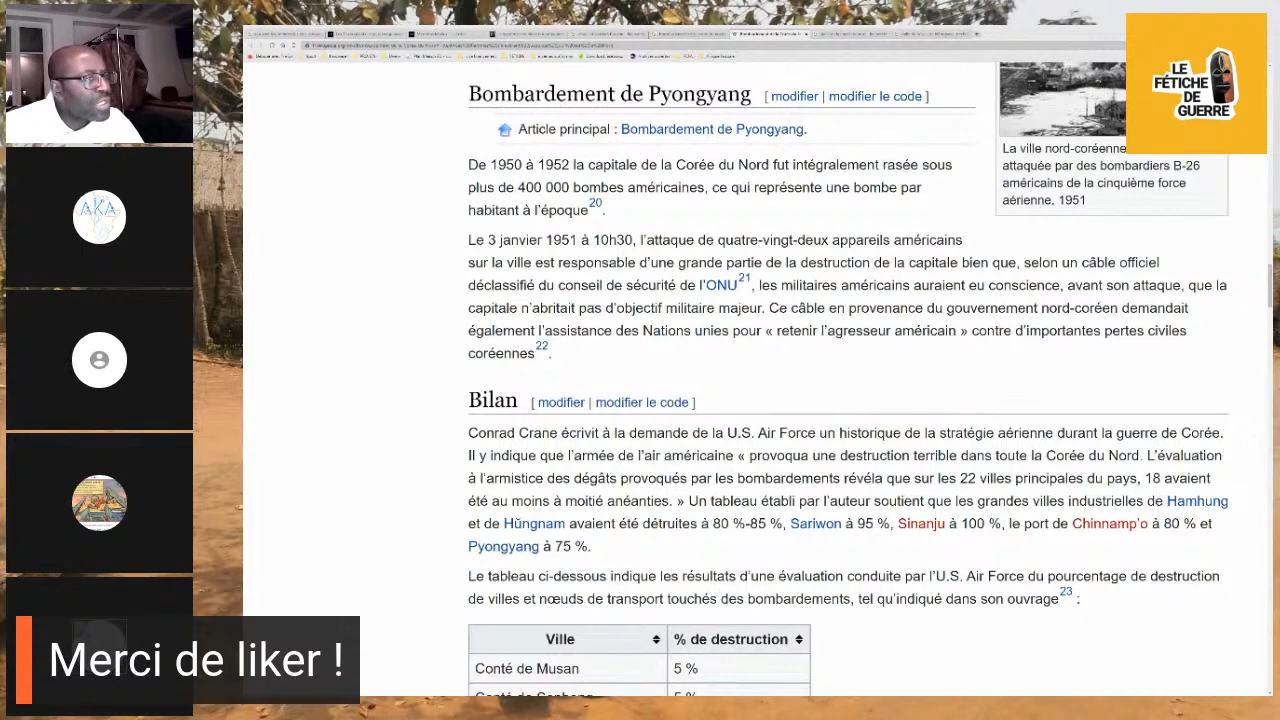 Bombardement de Pyongyang [ modifier | modifier le code ]
Article principal : Bombardement de Pyongyang.
De 1950 à 1952 la capitale de la Corée du Nord fut intégralement rasée sous
plus de 400 000 bombes américaines, ce qui représente une bombe par
habitant à l'époque20.
Le 3 janvier 1951 à 10h30, l'attaque de quatre-vingt-deux appareils américains
sur la ville est responsable d'une grande partie de la destruction de la capitale bien que, selon un câble officiel
déclassifié du conseil de sécurité de l'ONU21, les militaires américains auraient eu conscience, avant son attaque, que la
capitale n'abritait pas d'objectif militaire majeur. Ce câble en provenance du gouvernement nord-coréen demandait
également l'assistance des Nations unies pour « retenir l'agresseur américain » contre d'importantes pertes civiles
coréennes22.
La ville nord-coréenne
attaquée par des bombardiers B-26
américains de la cinquième force
aérienne, 1951
LE
FÉTICHE
DE
GUERRE
Bilan [ modifier | modifier le code ]
Conrad Crane écrivit à la demande de la U.S. Air Force un historique de la stratégie aérienne durant la guerre de Corée.
Il y indique que l'armée de l'air américaine « provoqua une destruction terrible dans toute la Corée du Nord. L'évaluation
à l'armistice des dégâts provoqués par les bombardements révéla que sur les 22 villes principales du pays, 18 avaient
été au moins à moitié anéanties. » Un tableau établi par l'auteur soutient que les grandes villes industrielles de Hamhung
et de Hŭngnam avaient été détruites à 80 %-85 %, Sariwon à 95 %, Sinanju à 100 %, le port de Chinnamp'o à 80 % et
Pyongyang à 75 %.
Le tableau ci-dessous indique les résultats d'une évaluation conduite par l'U.S. Air Force du pourcentage de destruction
de villes et nœuds de transport touchés des bombardements, tel qu'indiqué dans son ouvrage23 :
Ville % de destruction
Conté de Musan 5 %
AKA
Merci de liker !